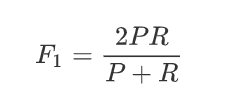 F₁ = 2PR / P + R